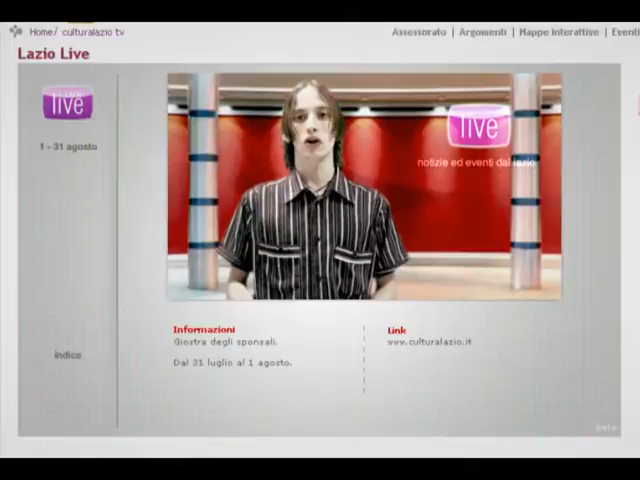 Home/ culturalazio tv
Assessorato | Argomenti | Mappe Interattive | Eventi
Lazio Live
live
1 - 31 agosto
live
notizie ed eventi dal lazio
Informazioni
Giostra degli sponsali.
Dal 31 luglio al 1 agosto.
Link
www.culturalazio.it
indice